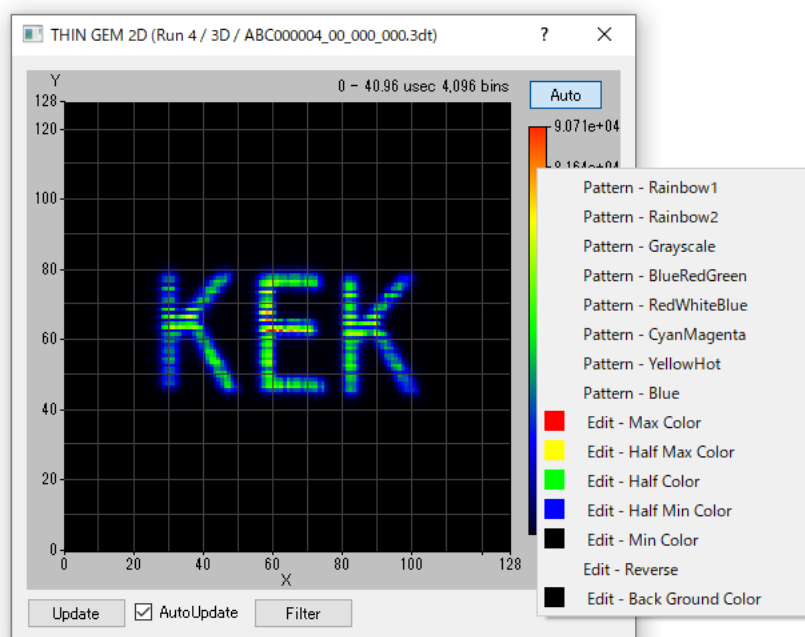 THIN GEM 2D (Run 4 / 3D / ABC000004_00_000_000.3dt) ? ×
Y
0 - 40.96 usec 4,096 bins
Auto
128
120
100
80
60
40
20
0
0 20 40 60 80 100 128
X
KEK
9.071e+04
8.164e+04
Pattern - Rainbow1
Pattern - Rainbow2
Pattern - Grayscale
Pattern - BlueRedGreen
Pattern - RedWhiteBlue
Pattern - CyanMagenta
Pattern - YellowHot
Pattern - Blue
Edit - Max Color
Edit - Half Max Color
Edit - Half Color
Edit - Half Min Color
Edit - Min Color
Edit - Reverse
Edit - Back Ground Color
Update
AutoUpdate
Filter